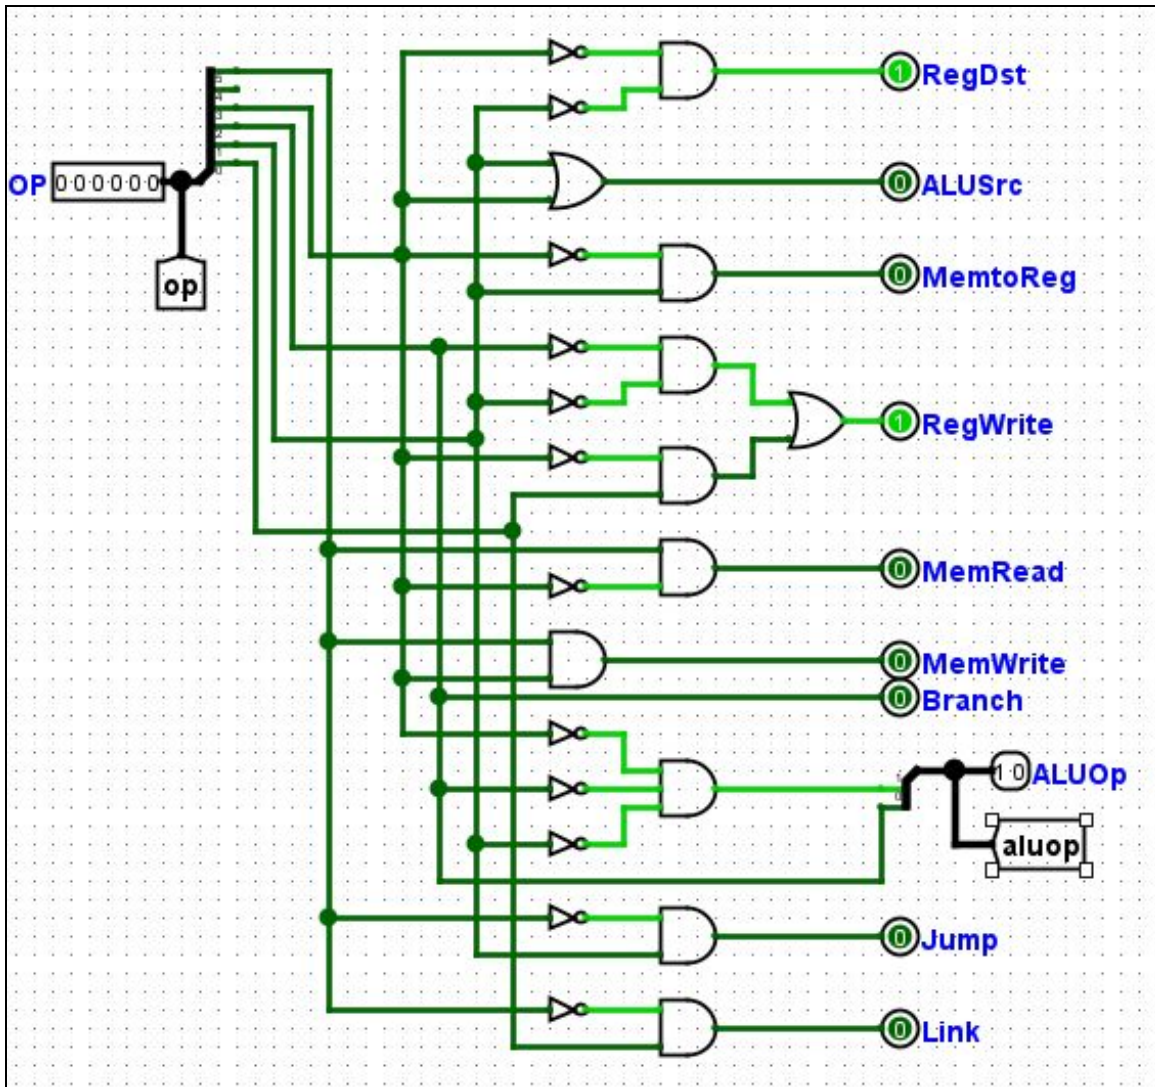 1 RegDst
OP 000000
0 ALUSrc
op
0 MemtoReg
1 RegWrite
0 MemRead
0 MemWrite
0 Branch
1 0 ALUOp
aluop
0 Jump
0 Link